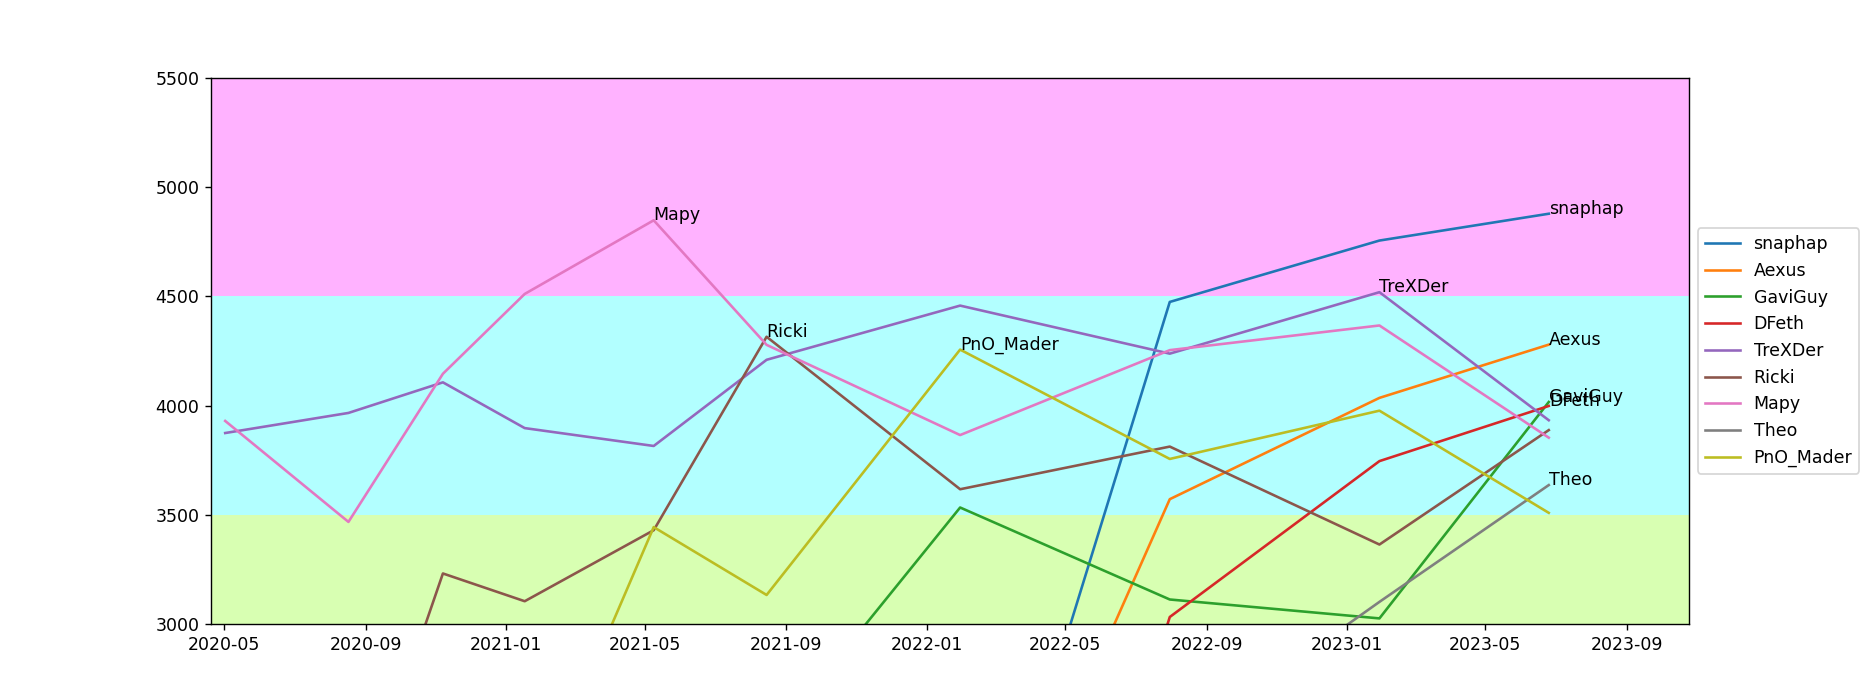 5500
5000
4500
4000
3500
3000
2020-05
2020-09
2021-01
2021-05
2021-09
2022-01
2022-05
2022-09
2023-01
2023-05
2023-09
Mapy
snaphap
TreXDer
Ricki
PnO_Mader
Aexus
GaviGuy
DFeth
Theo
snaphap
Aexus
GaviGuy
DFeth
TreXDer
Ricki
Mapy
Theo
PnO_Mader